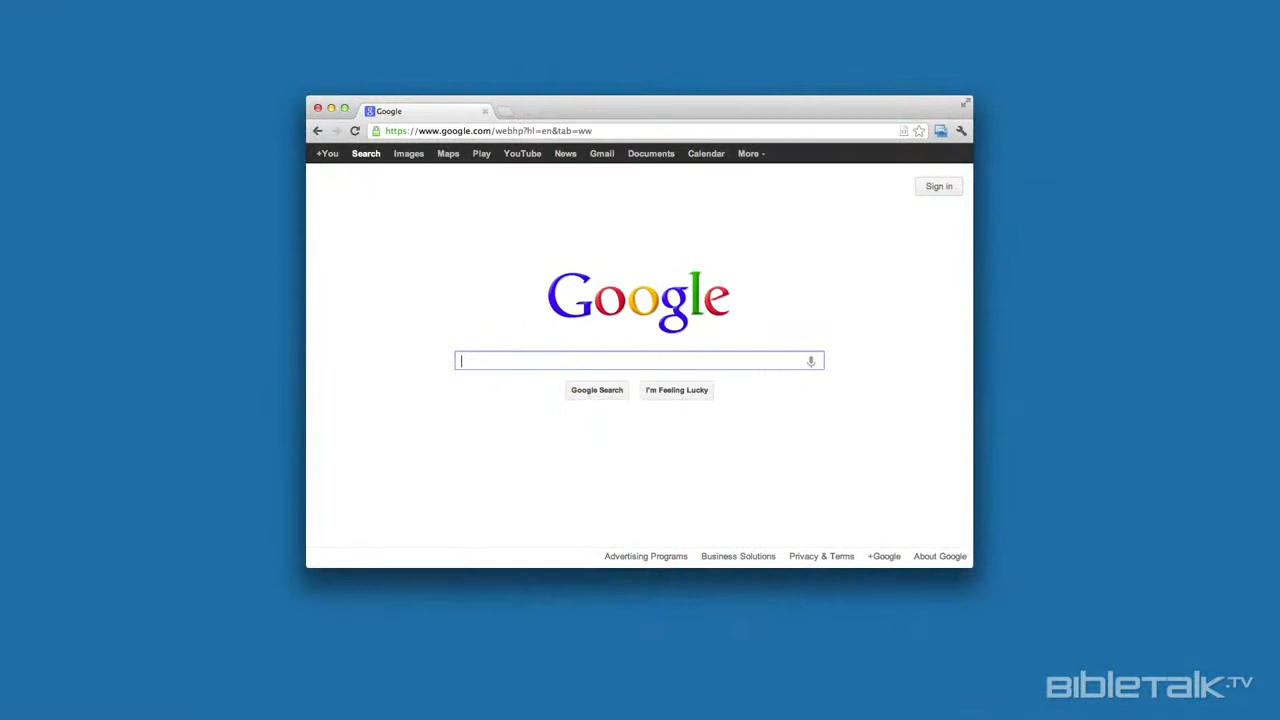 Google
https://www.google.com/webhp?hl=en&tab=ww
+You Search Images Maps Play YouTube News Gmail Documents Calendar More
Sign in
Google
Google Search I'm Feeling Lucky
Advertising Programs Business Solutions Privacy & Terms +Google About Google
BIBLETALK.TV